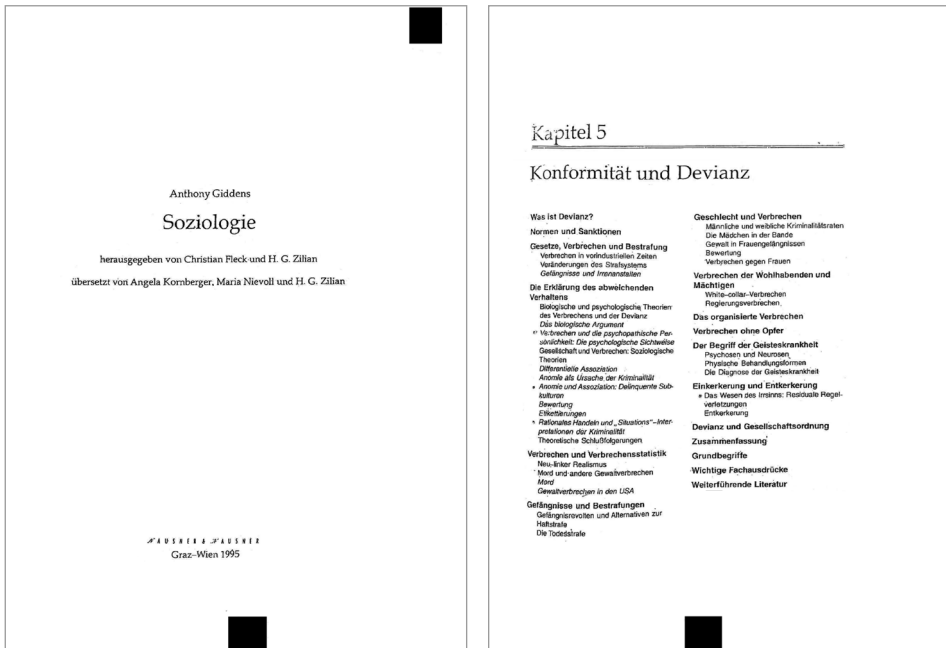 Anthony Giddens
Soziologie
herausgegeben von Christian Fleck und H. G. Zilian
übersetzt von Angela Kornberger, Maria Nievoll und H. G. Zilian
NAUSNER & NAUSNER
Graz–Wien 1995
Kapitel 5
Konformität und Devianz
Was ist Devianz?
Normen und Sanktionen
Gesetze, Verbrechen und Bestrafung
Verbrechen in vorindustriellen Zeiten
Veränderungen des Strafsystems
Gefängnisse und Irrenanstalten
Die Erklärung des abweichenden
Verhaltens
Biologische und psychologische Theorien
des Verbrechens und der Devianz
Das biologische Argument
Verbrechen und die psychopathische Per-
sönlichkeit: Die psychologische Sichtweise
Gesellschaft und Verbrechen: Soziologische
Theorien
Differentielle Assoziation
Anomie als Ursache der Kriminalität
Anomie und Assoziation: Delinquente Sub-
kulturen
Bewertung
Etikettierungen
Rationales Handeln und „Situations"–Inter-
pretationen der Kriminalität
Theoretische Schlußfolgerungen
Verbrechen und Verbrechensstatistik
Neu-linker Realismus
Mord und andere Gewaltverbrechen
Mord
Gewaltverbrechen in den USA
Gefängnisse und Bestrafungen
Gefängnisrevolten und Alternativen zur
Haftstrafe
Die Todesstrafe
Geschlecht und Verbrechen
Männliche und weibliche Kriminalitätsraten
Die Mädchen in der Bande
Gewalt in Frauengefängnissen
Bewertung
Verbrechen gegen Frauen
Verbrechen der Wohlhabenden und
Mächtigen
White–collar–Verbrechen
Regierungsverbrechen
Das organisierte Verbrechen
Verbrechen ohne Opfer
Der Begriff der Geisteskrankheit
Psychosen und Neurosen
Physische Behandlungsformen
Die Diagnose der Geisteskrankheit
Einkerkerung und Entkerkerung
Das Wesen des Irrsinns: Residuale Regel-
verletzungen
Entkerkerung
Devianz und Gesellschaftsordnung
Zusammenfassung
Grundbegriffe
Wichtige Fachausdrücke
Weiterführende Literatur